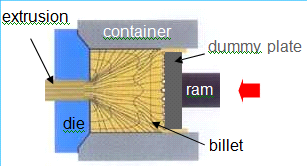 extrusion
container
dummy plate
ram
die
billet